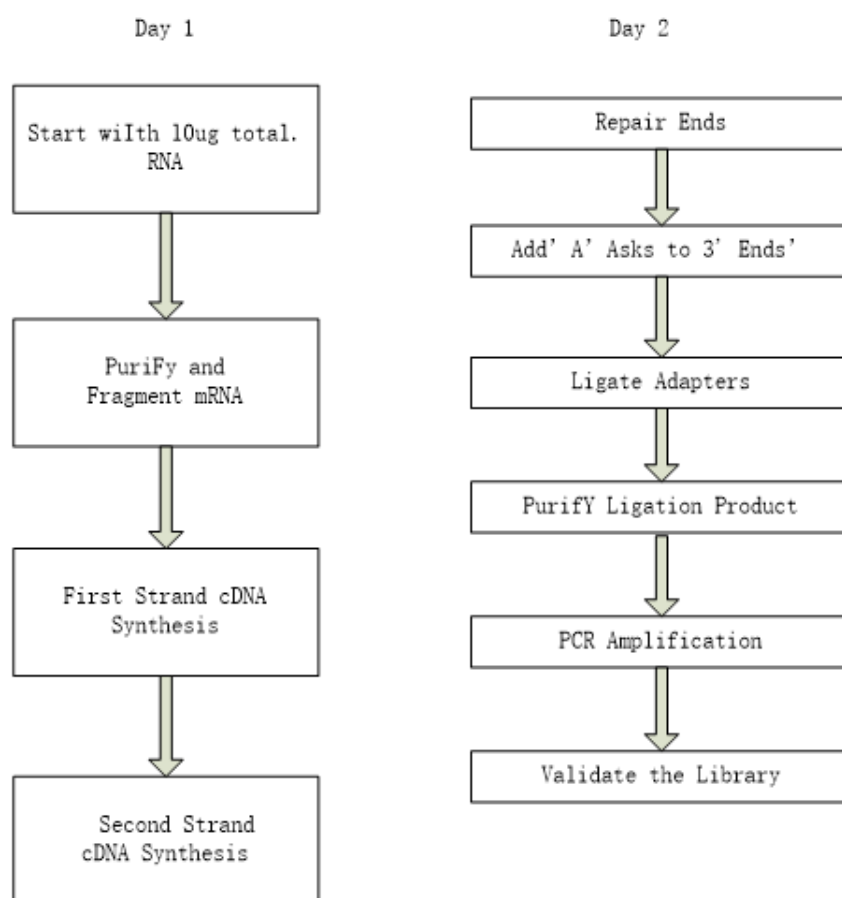 Day 1
Start wiIth 10ug total.
RNA
PuriFy and
Fragment mRNA
First Strand cDNA
Synthesis
Second Strand
cDNA Synthesis
Day 2
Repair Ends
Add' A' Asks to 3' Ends'
Ligate Adapters
PurifY Ligation Product
PCR Amplification
Validate the Library